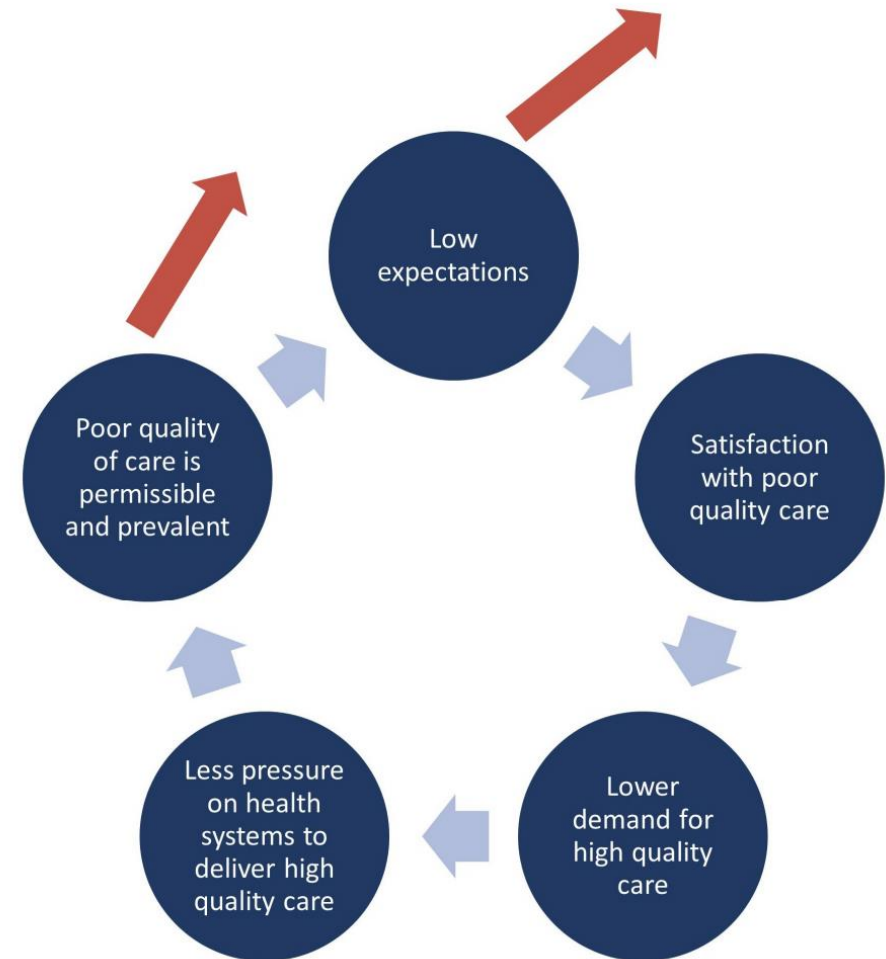 Low
expectations
Satisfaction
with poor
quality care
Lower
demand for
high quality
care
Less pressure
on health
systems to
deliver high
quality care
Poor quality
of care is
permissible
and prevalent